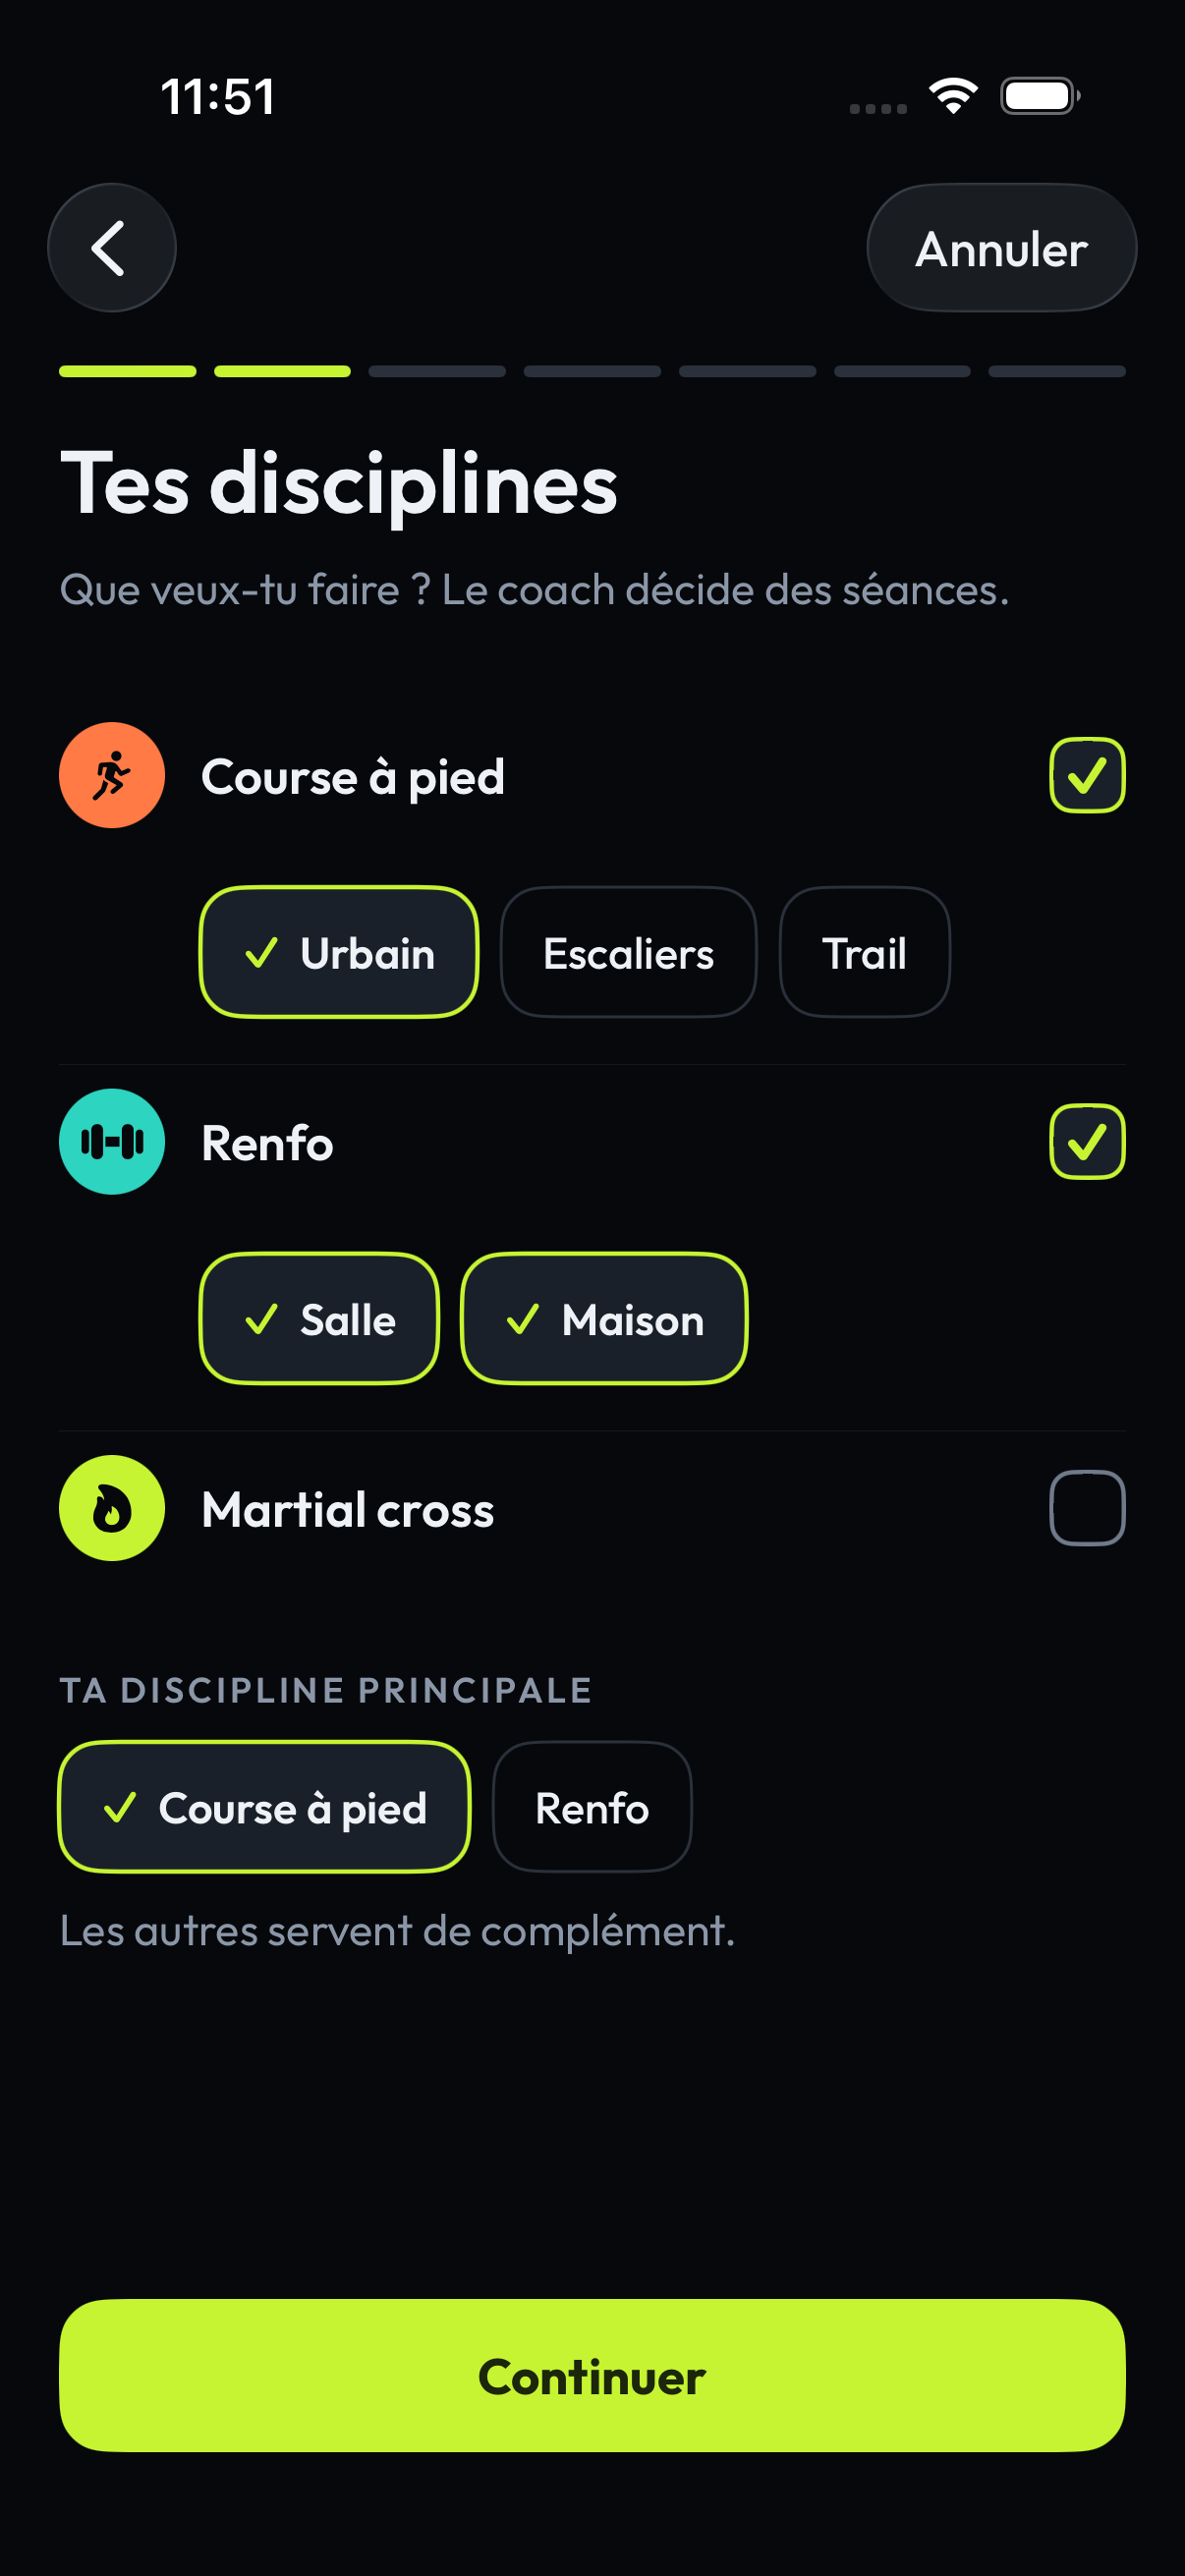 11:51
Annuler
Tes disciplines
Que veux-tu faire ? Le coach décide des séances.
Course à pied
Urbain
Escaliers
Trail
Renfo
Salle
Maison
Martial cross
TA DISCIPLINE PRINCIPALE
Course à pied
Renfo
Les autres servent de complément.
Continuer